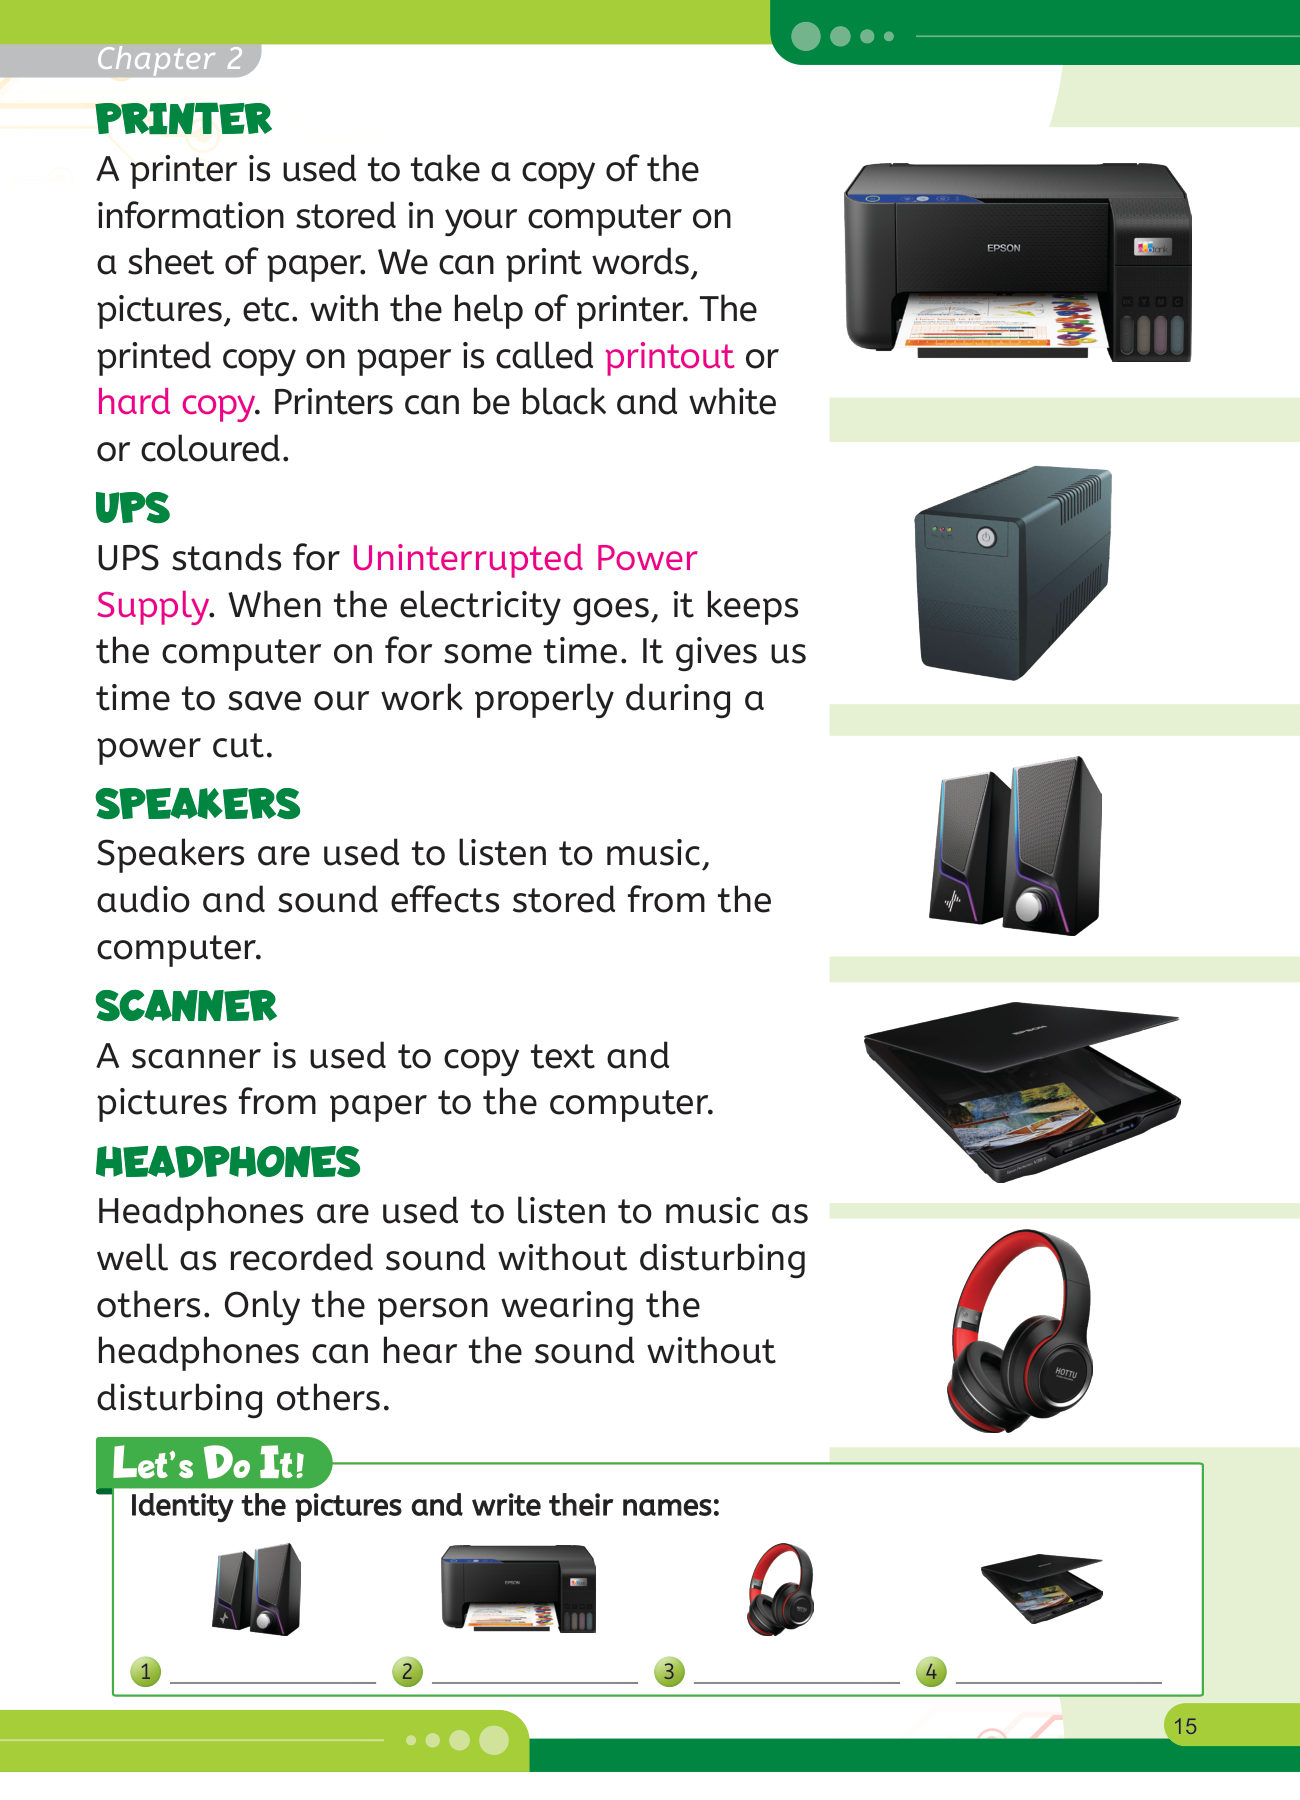 Chapter 2
PRINTER
A printer is used to take a copy of the
information stored in your computer on
a sheet of paper. We can print words,
pictures, etc. with the help of printer. The
printed copy on paper is called printout or
hard copy. Printers can be black and white
or coloured.
EPSON
UPS
UPS stands for Uninterrupted Power
Supply. When the electricity goes, it keeps
the computer on for some time. It gives us
time to save our work properly during a
power cut.
SPEAKERS
Speakers are used to listen to music,
audio and sound effects stored from the
computer.
SCANNER
A scanner is used to copy text and
pictures from paper to the computer.
EPSON
HEADPHONES
Headphones are used to listen to music as
well as recorded sound without disturbing
others. Only the person wearing the
headphones can hear the sound without
disturbing others.
HOTTU
Let's Do It!
Identity the pictures and write their names:
EPSON
HOTTU
1
2
3
4
15